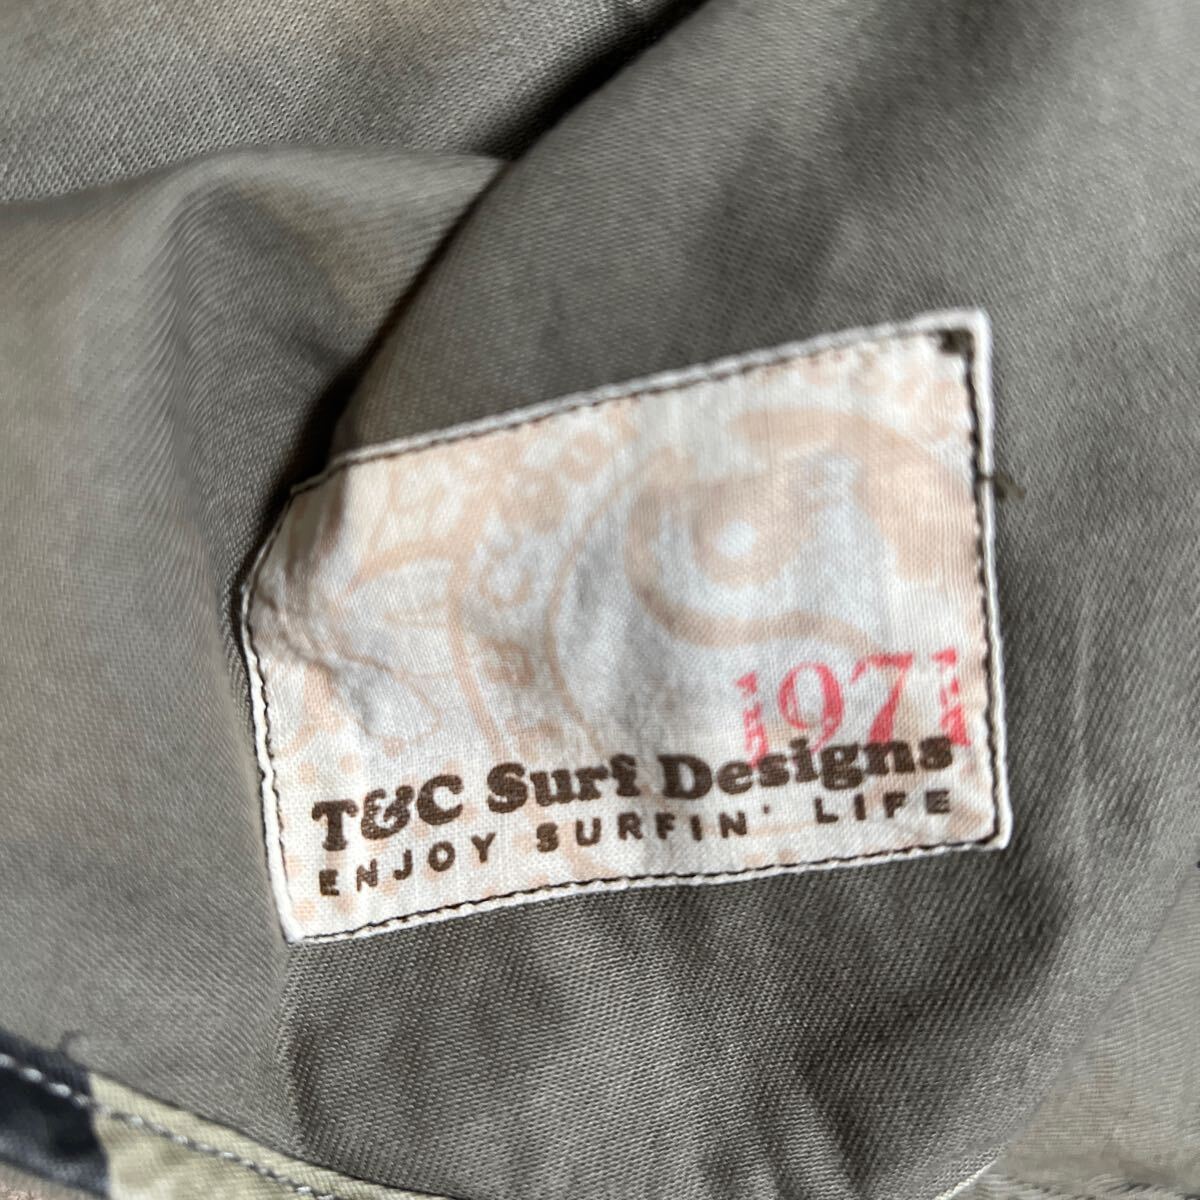 1971
T&C Surf Designs
ENJOY SURFIN' LIFE